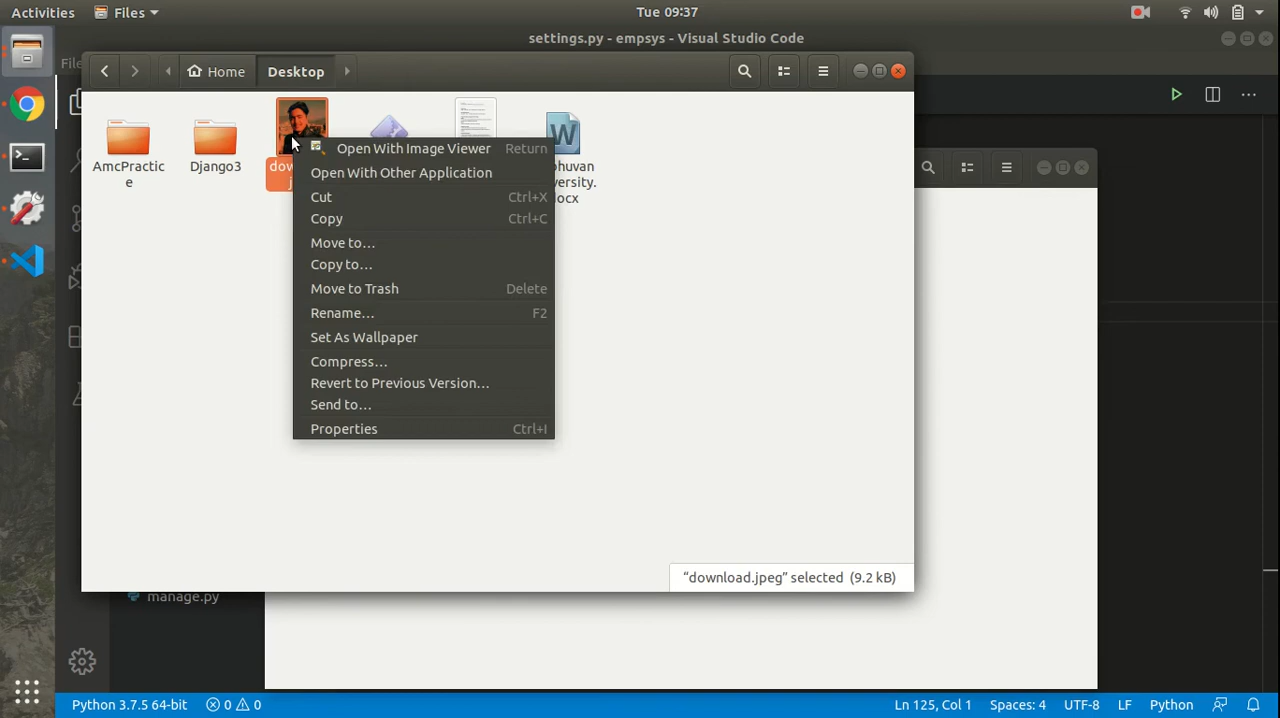 Activities
Files
Tue 09:37
settings.py - empsys - Visual Studio Code
File
Home
Desktop
AmcPractic
e
Django3
Open With Image Viewer Return
Open With Other Application
Cut Ctrl+X
Copy Ctrl+C
Move to…
Copy to…
Move to Trash Delete
Rename… F2
Set As Wallpaper
Compress…
Revert to Previous Version…
Send to…
Properties Ctrl+I
"download.jpeg" selected (9.2 kB)
manage.py
Python 3.7.5 64-bit
0
0
Ln 125, Col 1
Spaces: 4
UTF-8
LF
Python